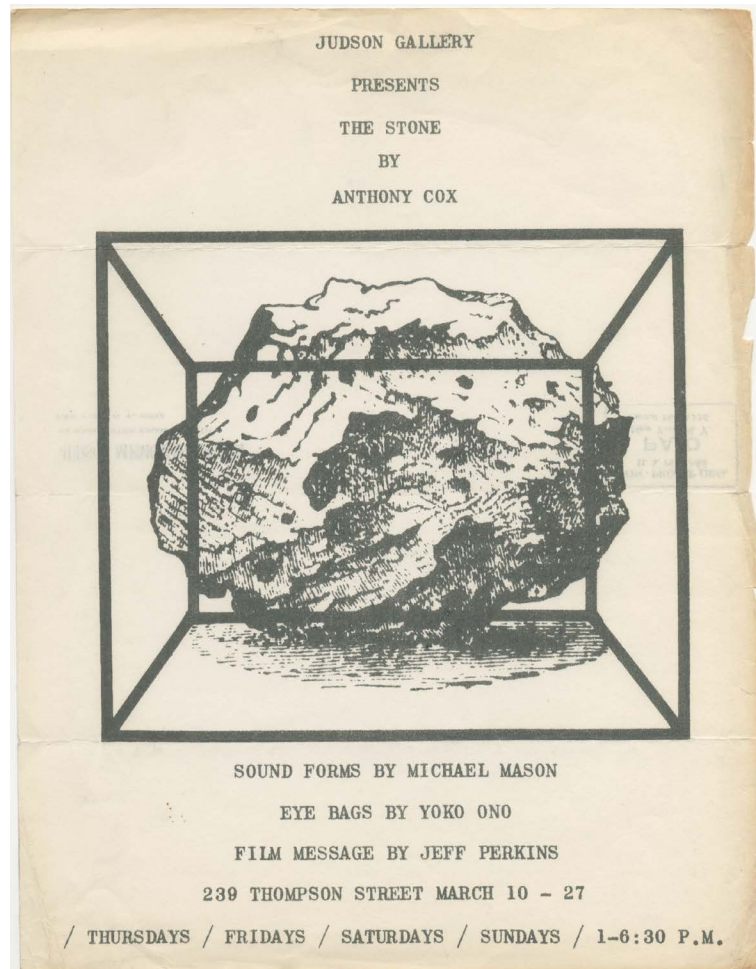 JUDSON GALLERY
PRESENTS
THE STONE
BY
ANTHONY COX
SOUND FORMS BY MICHAEL MASON
EYE BAGS BY YOKO ONO
FILM MESSAGE BY JEFF PERKINS
239 THOMPSON STREET MARCH 10 - 27
/ THURSDAYS / FRIDAYS / SATURDAYS / SUNDAYS / 1-6:30 P.M.